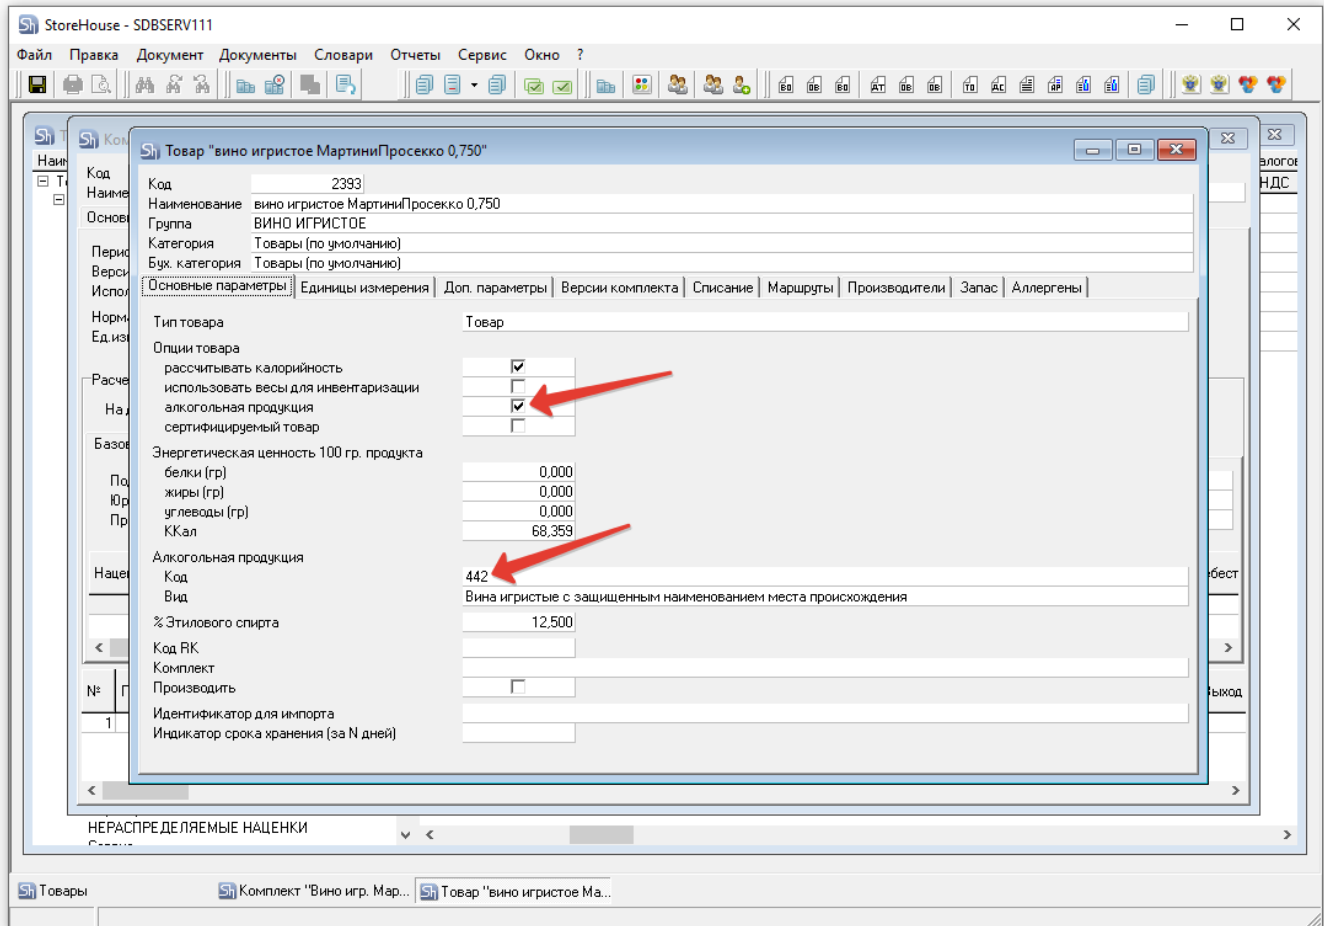 StoreHouse - SDBSERV111
Файл Правка Документ Документы Словари Отчеты Сервис Окно ?
Товар "вино игристое МартиниПросекко 0,750"
Код 2393
Наименование вино игристое МартиниПросекко 0,750
Группа ВИНО ИГРИСТОЕ
Категория Товары (по умолчанию)
Бух. категория Товары (по умолчанию)
Основные параметры Единицы измерения Доп. параметры Версии комплекта Списание Маршруты Производители Запас Аллергены
Тип товара Товар
Опции товара
рассчитывать калорийность
использовать весы для инвентаризации
алкогольная продукция
сертифицируемый товар
Энергетическая ценность 100 гр. продукта
белки (гр) 0,000
жиры (гр) 0,000
углеводы (гр) 0,000
ККал 68,359
Алкогольная продукция
Код 442
Вид Вина игристые с защищенным наименованием места происхождения
% Этилового спирта 12,500
Код RK
Комплект
Производить
Идентификатор для импорта
Индикатор срока хранения (за N дней)
Код
НДС
№
1
НЕРАСПРЕДЕЛЯЕМЫЕ НАЦЕНКИ
Товары Комплект "Вино игр. Мар... Товар "вино игристое Ма...